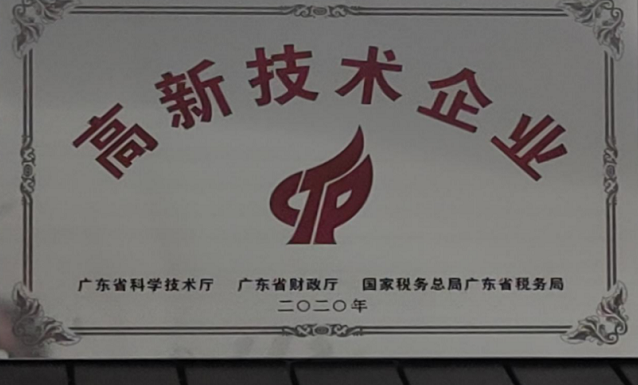 高新技术企业
CTP
广东省科学技术厅 广东省财政厅 国家税务总局广东省税务局
二〇二〇年